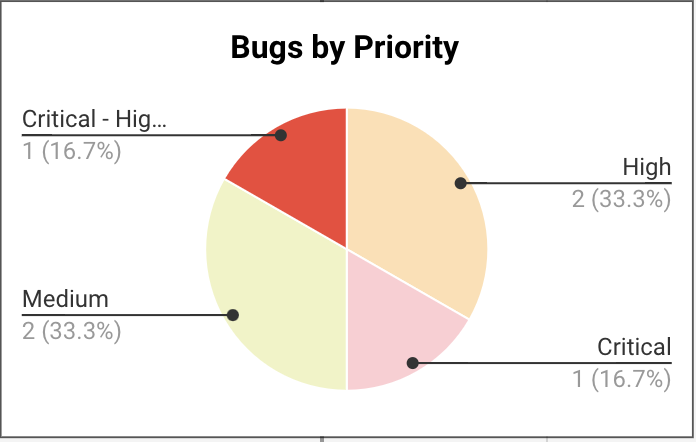 Bugs by Priority
Critical - Hig...
1 (16.7%)
High
2 (33.3%)
Medium
2 (33.3%)
Critical
1 (16.7%)